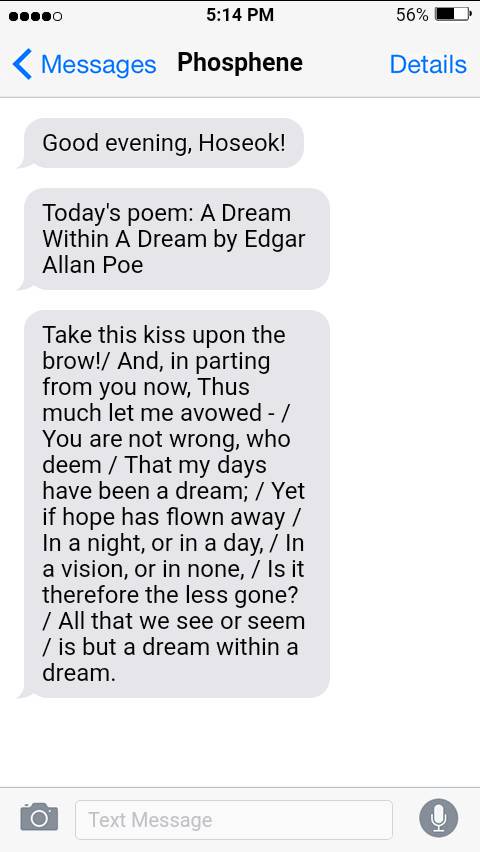 5:14 PM
56%
Messages
Phosphene
Details
Good evening, Hoseok!
Today's poem: A Dream
Within A Dream by Edgar
Allan Poe
Take this kiss upon the
brow!/ And, in parting
from you now, Thus
much let me avowed - /
You are not wrong, who
deem / That my days
have been a dream; / Yet
if hope has flown away /
In a night, or in a day, / In
a vision, or in none, / Is it
therefore the less gone?
/ All that we see or seem
/ is but a dream within a
dream.
Text Message